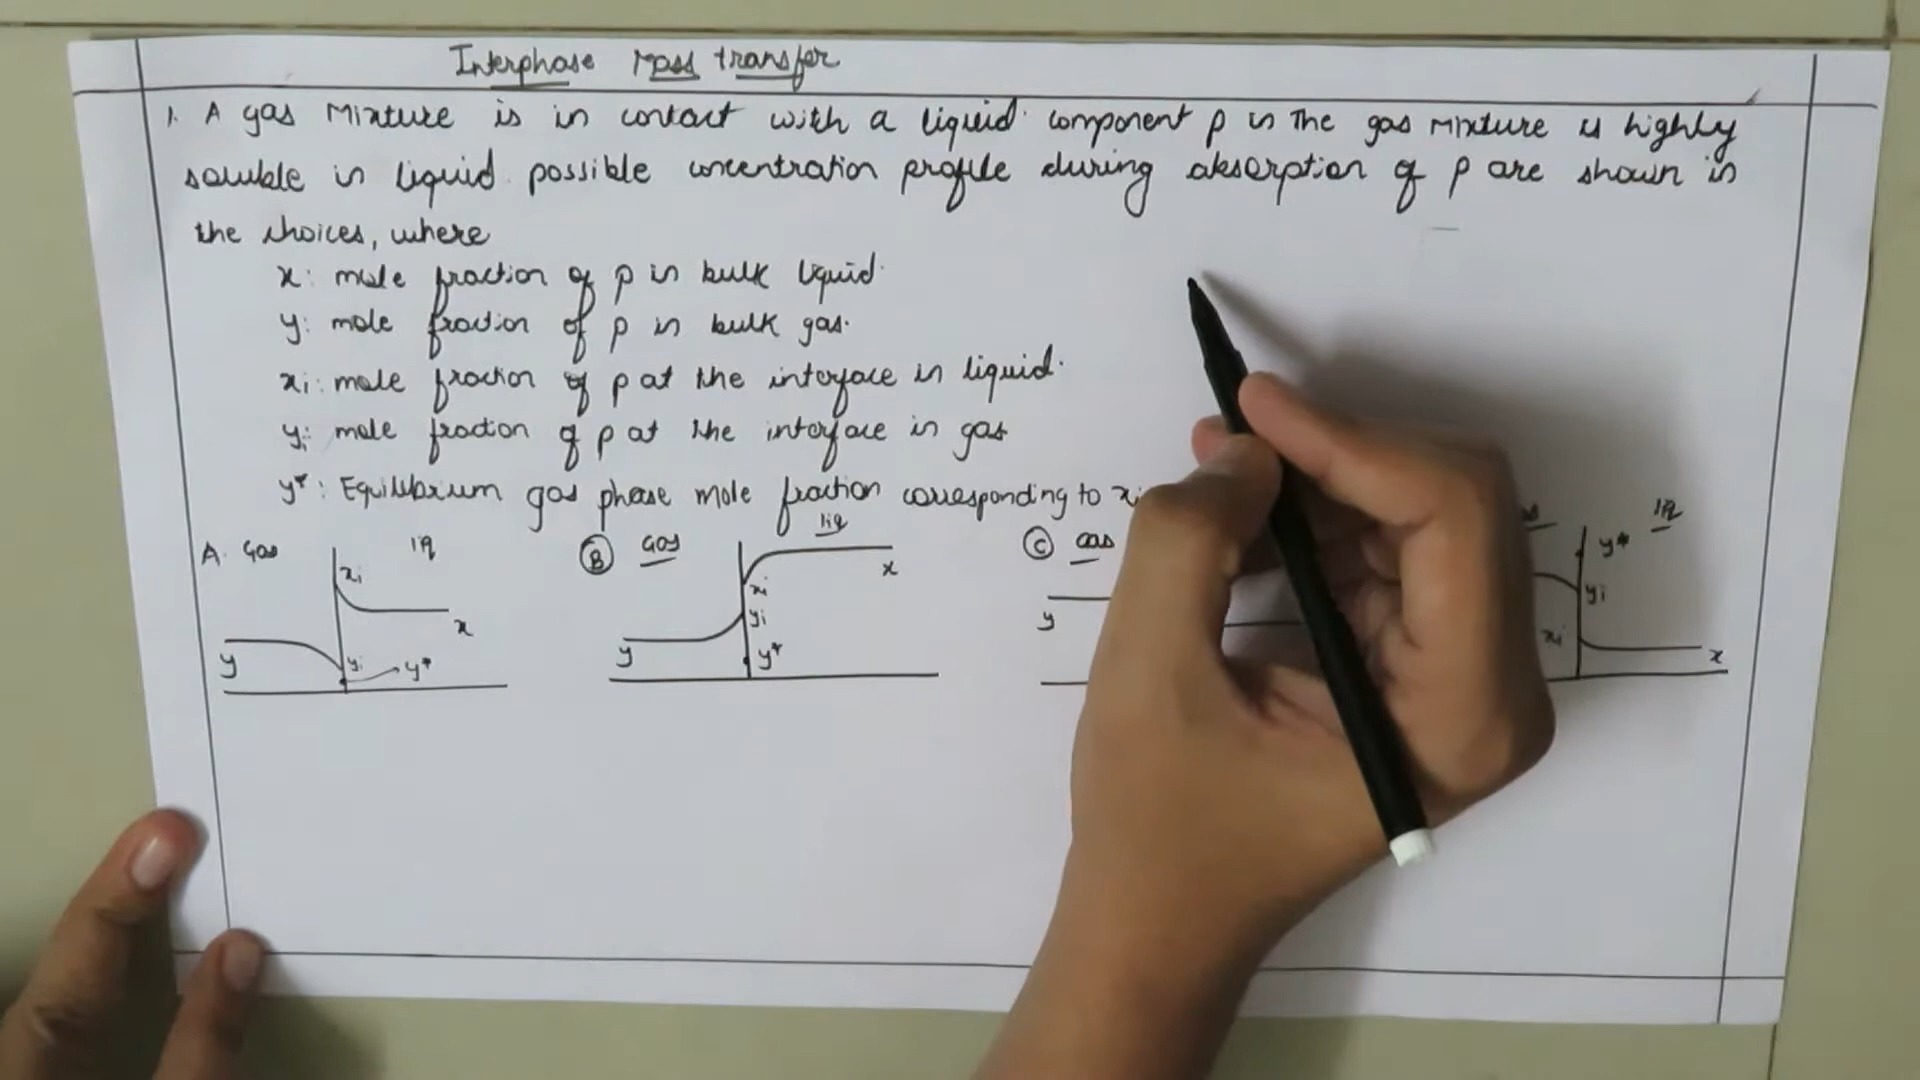 Interphase Mass transfer
1. A gas Mixture is in contact with a liquid. component P in The gas mixture is highly
soluble in liquid. possible concentration profile during absorption of P are shown in
the choices, where
x: mole fraction of P in bulk liquid.
y: mole fraction of P in bulk gas.
xi: mole fraction of P at the interface in liquid.
yi: mole fraction of P at the interface in gas
y*: Equilibrium gas phase mole fraction corresponding to xi
A. Gas liq
xi
x
y
yi y*
B Gas liq
x
xi
yi
y
y*
C Gas
y
liq
y*
yi
xi
x